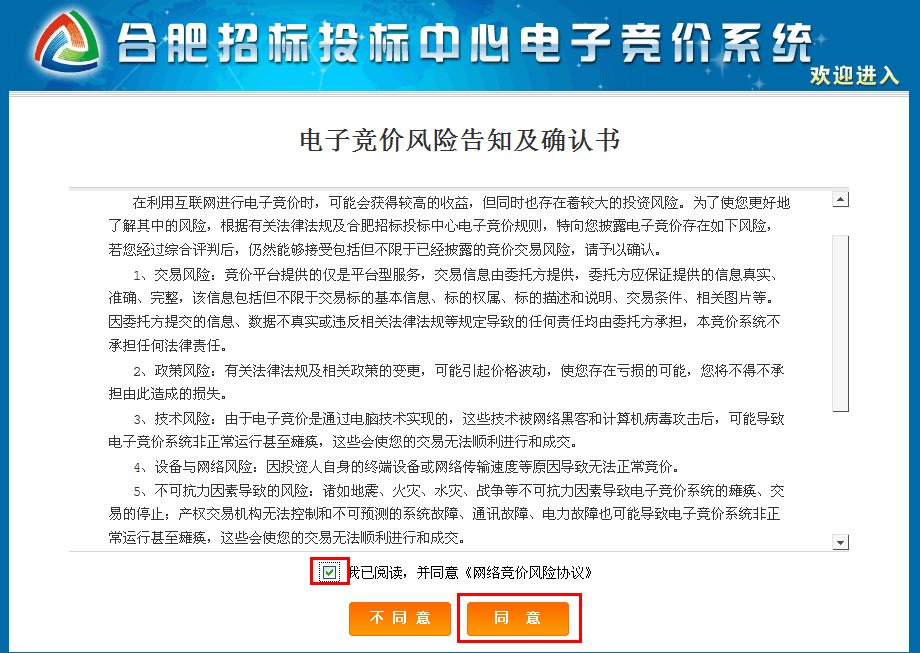 合肥招标投标中心电子竞价系统
欢迎进入
电子竞价风险告知及确认书
在利用互联网进行电子竞价时，可能会获得较高的收益，但同时也存在着较大的投资风险。为了使您更好地
了解其中的风险，根据有关法律法规及合肥招标投标中心电子竞价规则，特向您披露电子竞价存在如下风险，
若您经过综合评判后，仍然能够接受包括但不限于已经披露的竞价交易风险，请予以确认。
1、交易风险：竞价平台提供的仅是平台型服务，交易信息由委托方提供，委托方应保证提供的信息真实、
准确、完整，该信息包括但不限于交易标的基本信息、标的权属、标的描述和说明、交易条件、相关图片等。
因委托方提交的信息、数据不真实或违反相关法律法规等规定导致的任何责任均由委托方承担，本竞价系统不
承担任何法律责任。
2、政策风险：有关法律法规及相关政策的变更，可能引起价格波动，使您存在亏损的可能，您将不得不承
担由此造成的损失。
3、技术风险：由于电子竞价是通过电脑技术实现的，这些技术被网络黑客和计算机病毒攻击后，可能导致
电子竞价系统非正常运行甚至瘫痪，这些会使您的交易无法顺利进行和成交。
4、设备与网络风险：因投资人自身的终端设备或网络传输速度等原因导致无法正常竞价。
5、不可抗力因素导致的风险：诸如地震、火灾、水灾、战争等不可抗力因素导致电子竞价系统的瘫痪、交
易的停止；产权交易机构无法控制和不可预测的系统故障、通讯故障、电力故障也可能导致电子竞价系统非正
常运行甚至瘫痪，这些会使您的交易无法顺利进行和成交。
我已阅读，并同意《网络竞价风险协议》
不同意 同意